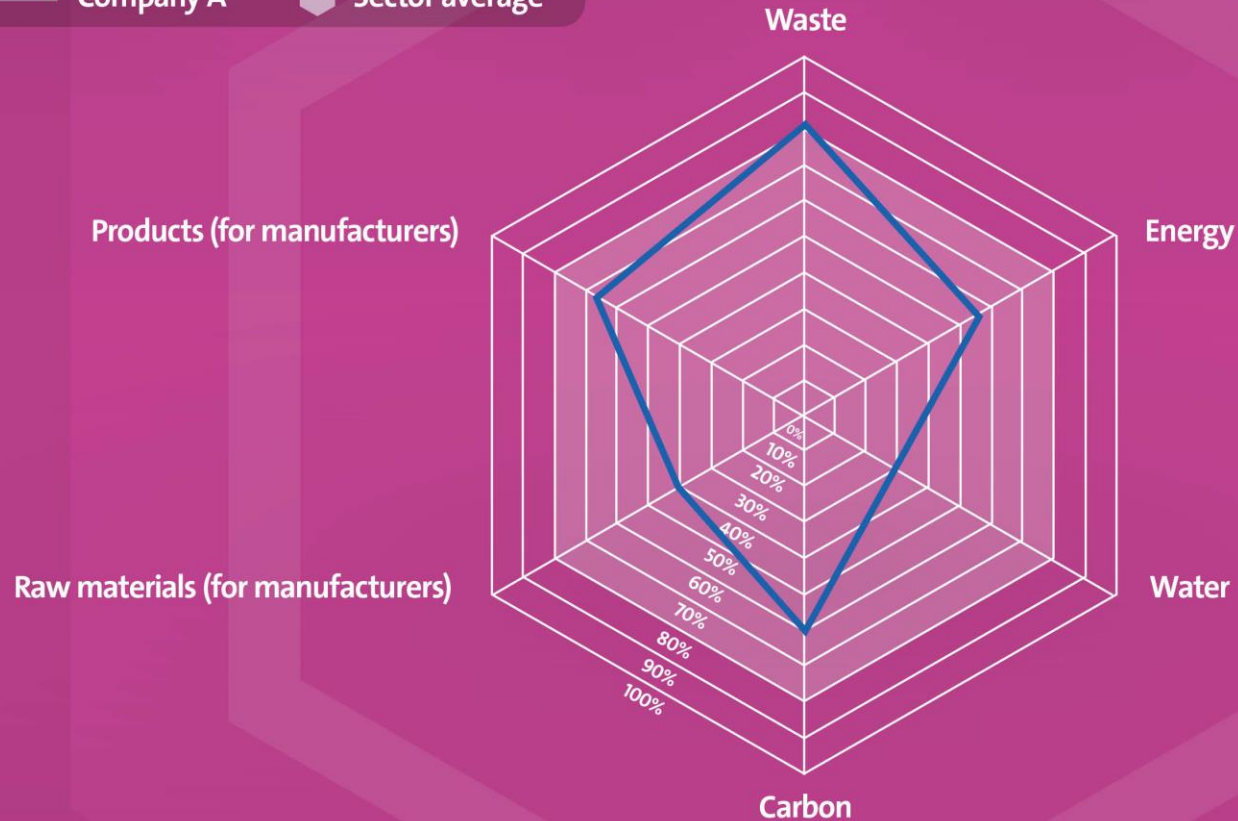 Company A
Sector average
Waste
Products (for manufacturers)
Energy
0%
10%
20%
30%
40%
50%
60%
70%
80%
90%
100%
Raw materials (for manufacturers)
Water
Carbon